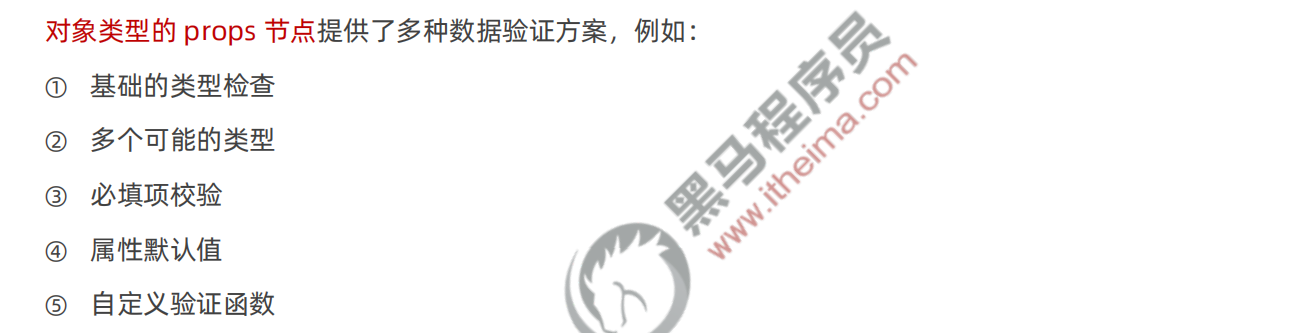 对象类型的 props 节点提供了多种数据验证方案，例如：
① 基础的类型检查
② 多个可能的类型
③ 必填项校验
④ 属性默认值
⑤ 自定义验证函数
黑马程序员
www.itheima.com